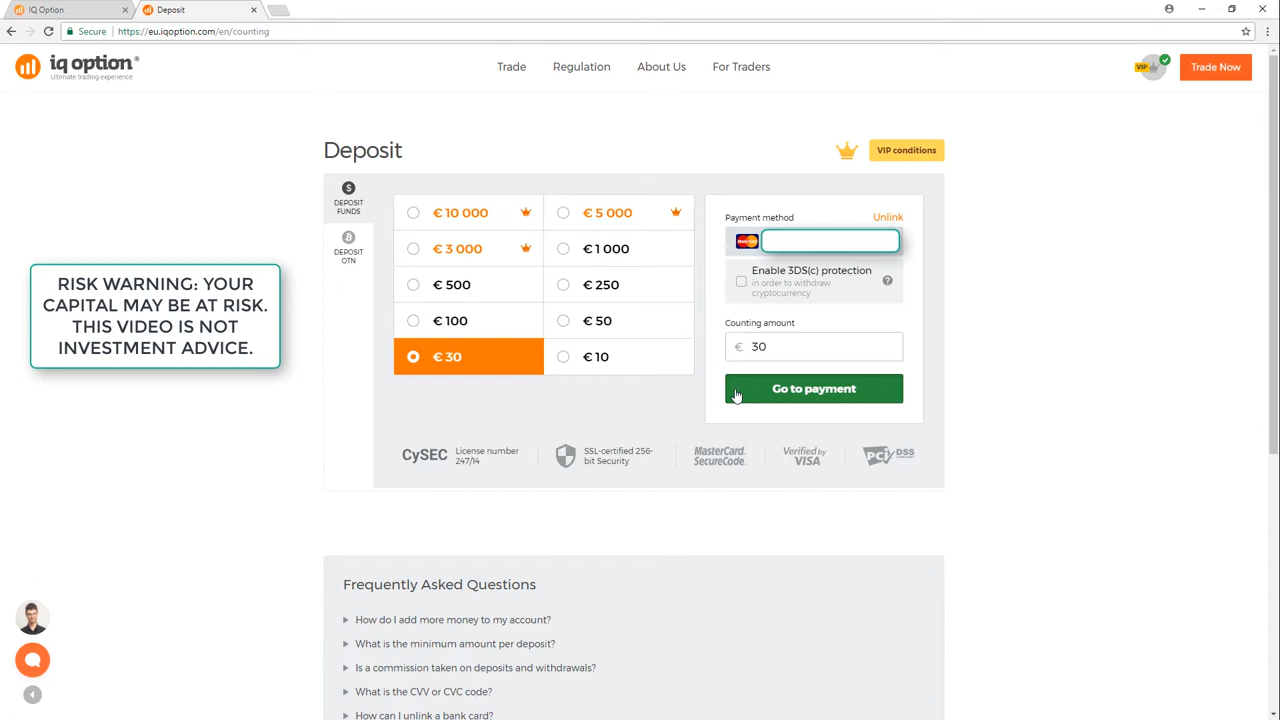 IQ Option
Deposit
Secure
https://eu.iqoption.com/en/counting
iq option®
Ultimate trading experience
Trade
Regulation
About Us
For Traders
VIP
Trade Now
Deposit
VIP conditions
DEPOSIT
FUNDS
DEPOSIT
OTN
€ 10 000
€ 5 000
€ 3 000
€ 1 000
€ 500
€ 250
€ 100
€ 50
€ 30
€ 10
Payment method
Unlink
MasterCard
Enable 3DS(c) protection
in order to withdraw
cryptocurrency
?
Counting amount
€ 30
Go to payment
RISK WARNING: YOUR
CAPITAL MAY BE AT RISK.
THIS VIDEO IS NOT
INVESTMENT ADVICE.
CySEC
License number
247/14
SSL-certified 256-
bit Security
MasterCard.
SecureCode.
Verified by
VISA
PCI DSS
Frequently Asked Questions
How do I add more money to my account?
What is the minimum amount per deposit?
Is a commission taken on deposits and withdrawals?
What is the CVV or CVC code?
How can I unlink a bank card?